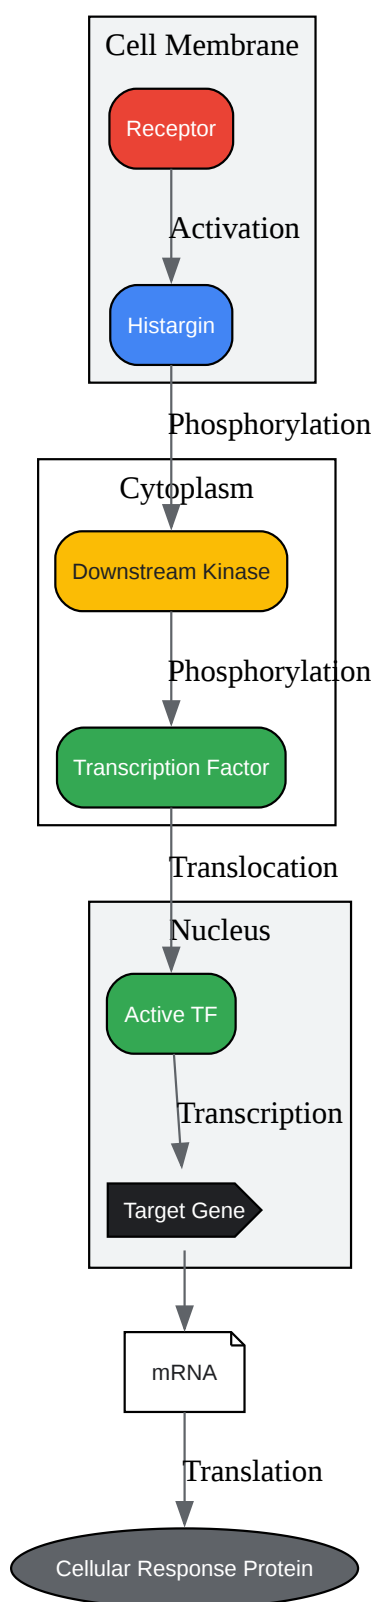 Cell Membrane
Receptor
Activation
Histargin
Phosphorylation
Cytoplasm
Downstream Kinase
Phosphorylation
Transcription Factor
Translocation
Nucleus
Active TF
Transcription
Target Gene
mRNA
Translation
Cellular Response Protein